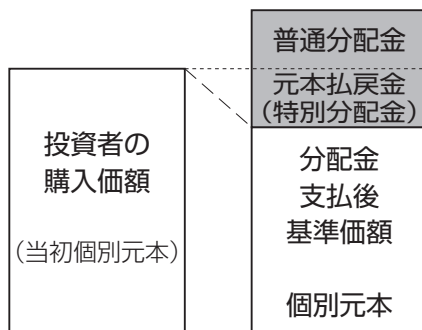 投資者の
購入価額
(当初個別元本)
普通分配金
元本払戻金
(特別分配金)
分配金
支払後
基準価額
個別元本